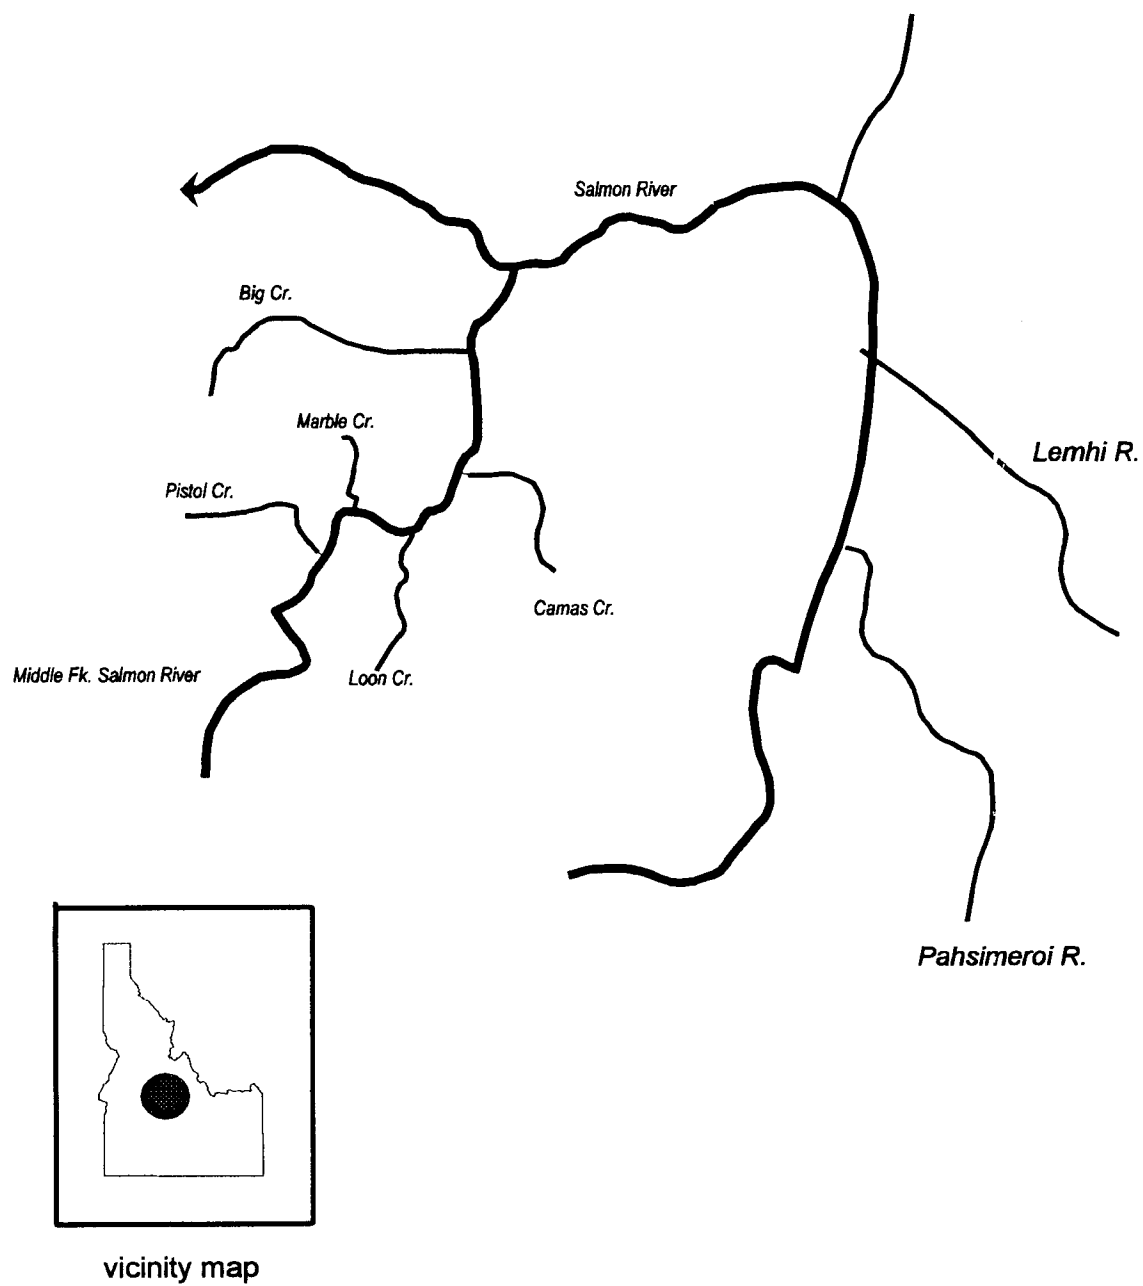 Salmon River
Big Cr.
Marble Cr.
Lemhi R.
Pistol Cr.
Camas Cr.
Middle Fk. Salmon River
Loon Cr.
Pahsimeroi R.
vicinity map